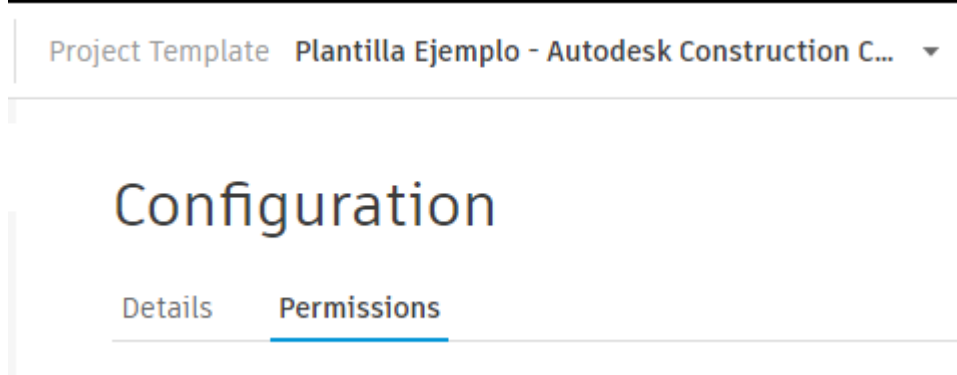 Project Template Plantilla Ejemplo - Autodesk Construction C...
Configuration
Details Permissions